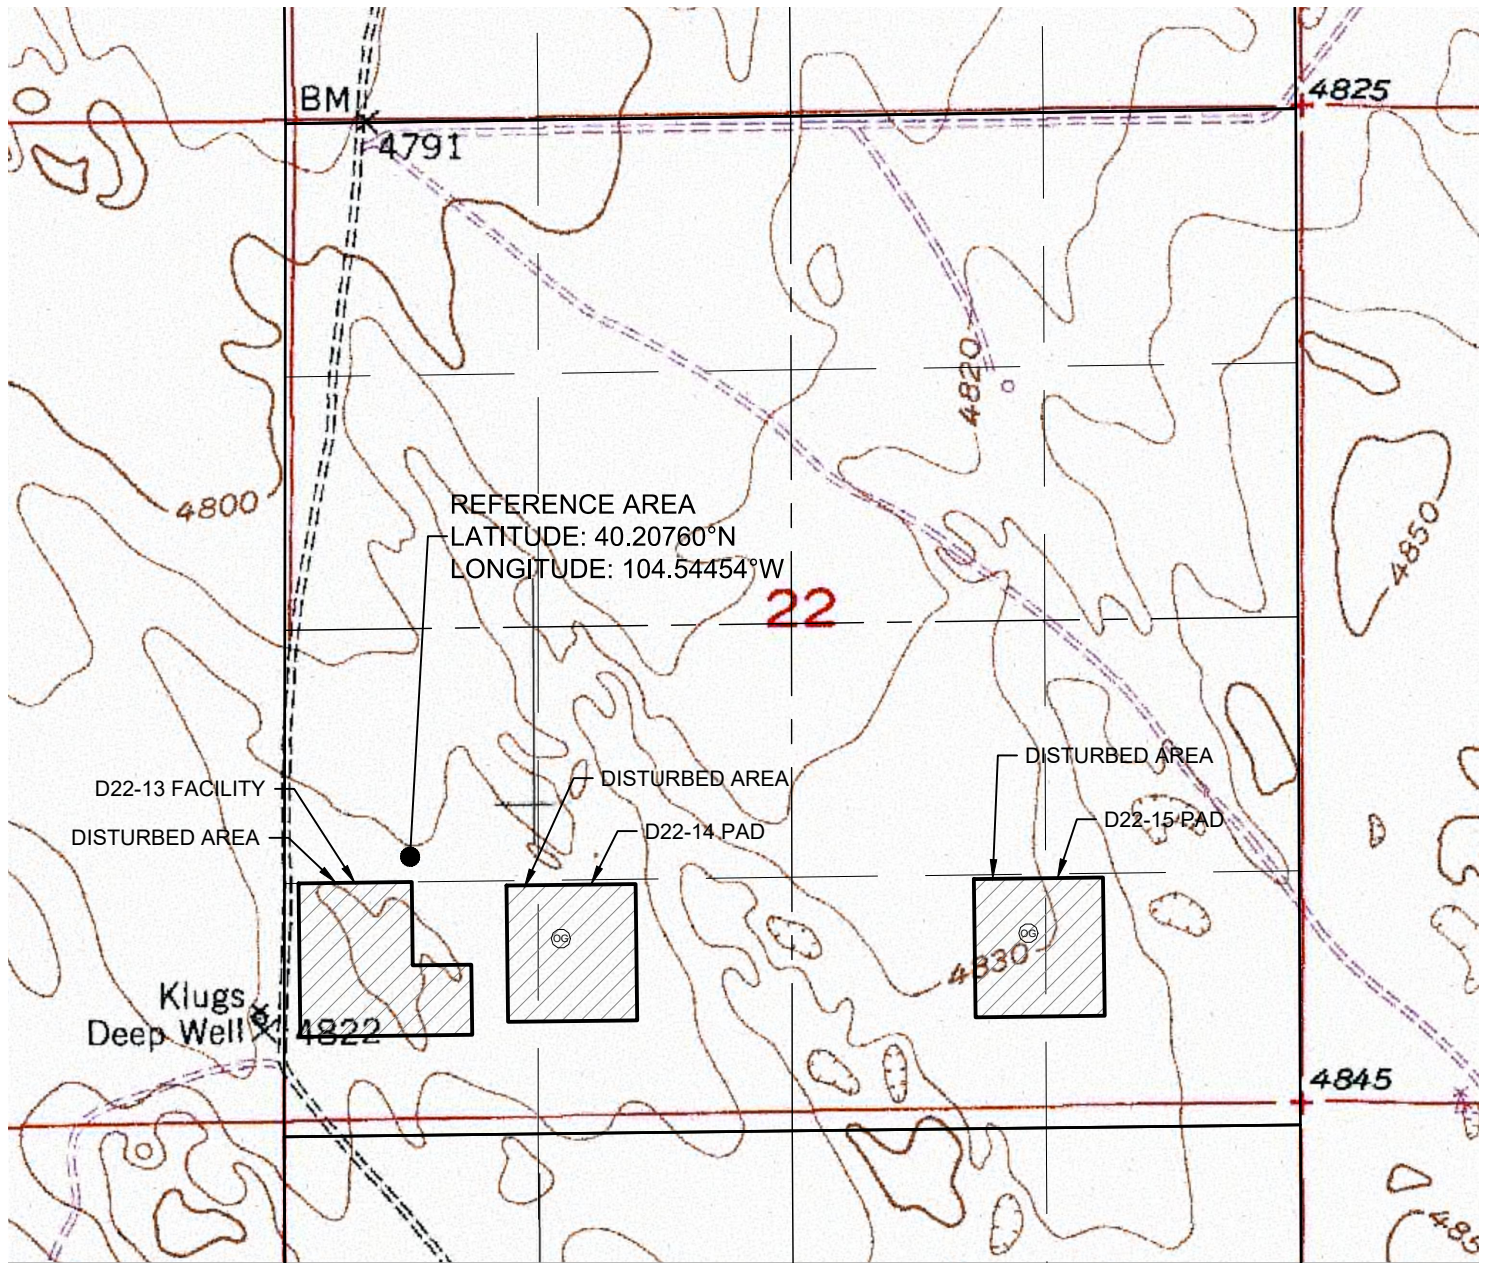 BM
4791
4825
4820
4800
REFERENCE AREA
LATITUDE: 40.20760°N
LONGITUDE: 104.54454°W
4850
22
DISTURBED AREA
D22-13 FACILITY
DISTURBED AREA
DISTURBED AREA
D22-14 PAD
D22-15 PAD
OG
OG
4830
Klugs
Deep Well
4822
4845
485